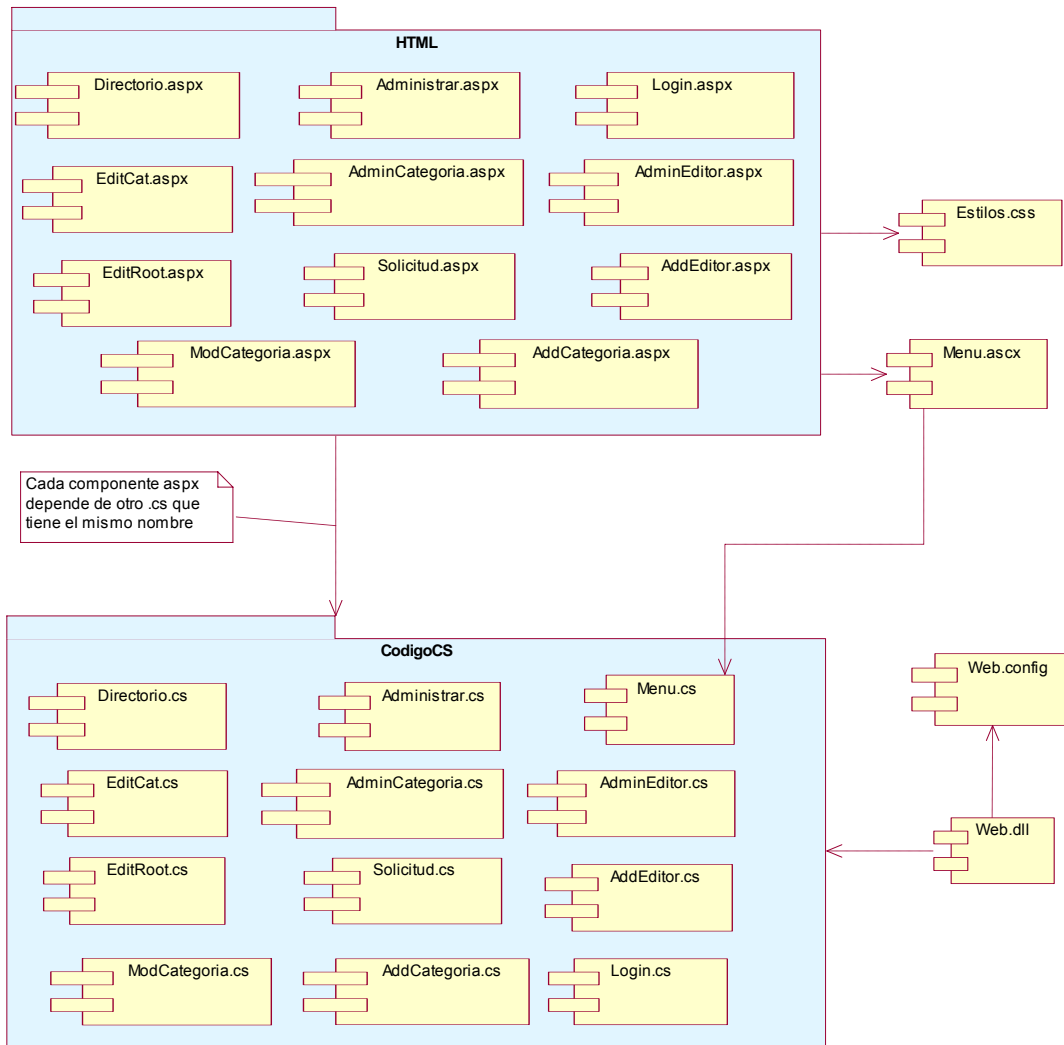 HTML
Directorio.aspx
Administrar.aspx
Login.aspx
EditCat.aspx
AdminCategoria.aspx
AdminEditor.aspx
Estilos.css
EditRoot.aspx
Solicitud.aspx
AddEditor.aspx
ModCategoria.aspx
AddCategoria.aspx
Menu.ascx
Cada componente aspx
depende de otro .cs que
tiene el mismo nombre
CodigoCS
Directorio.cs
Administrar.cs
Menu.cs
Web.config
EditCat.cs
AdminCategoria.cs
AdminEditor.cs
Web.dll
EditRoot.cs
Solicitud.cs
AddEditor.cs
ModCategoria.cs
AddCategoria.cs
Login.cs